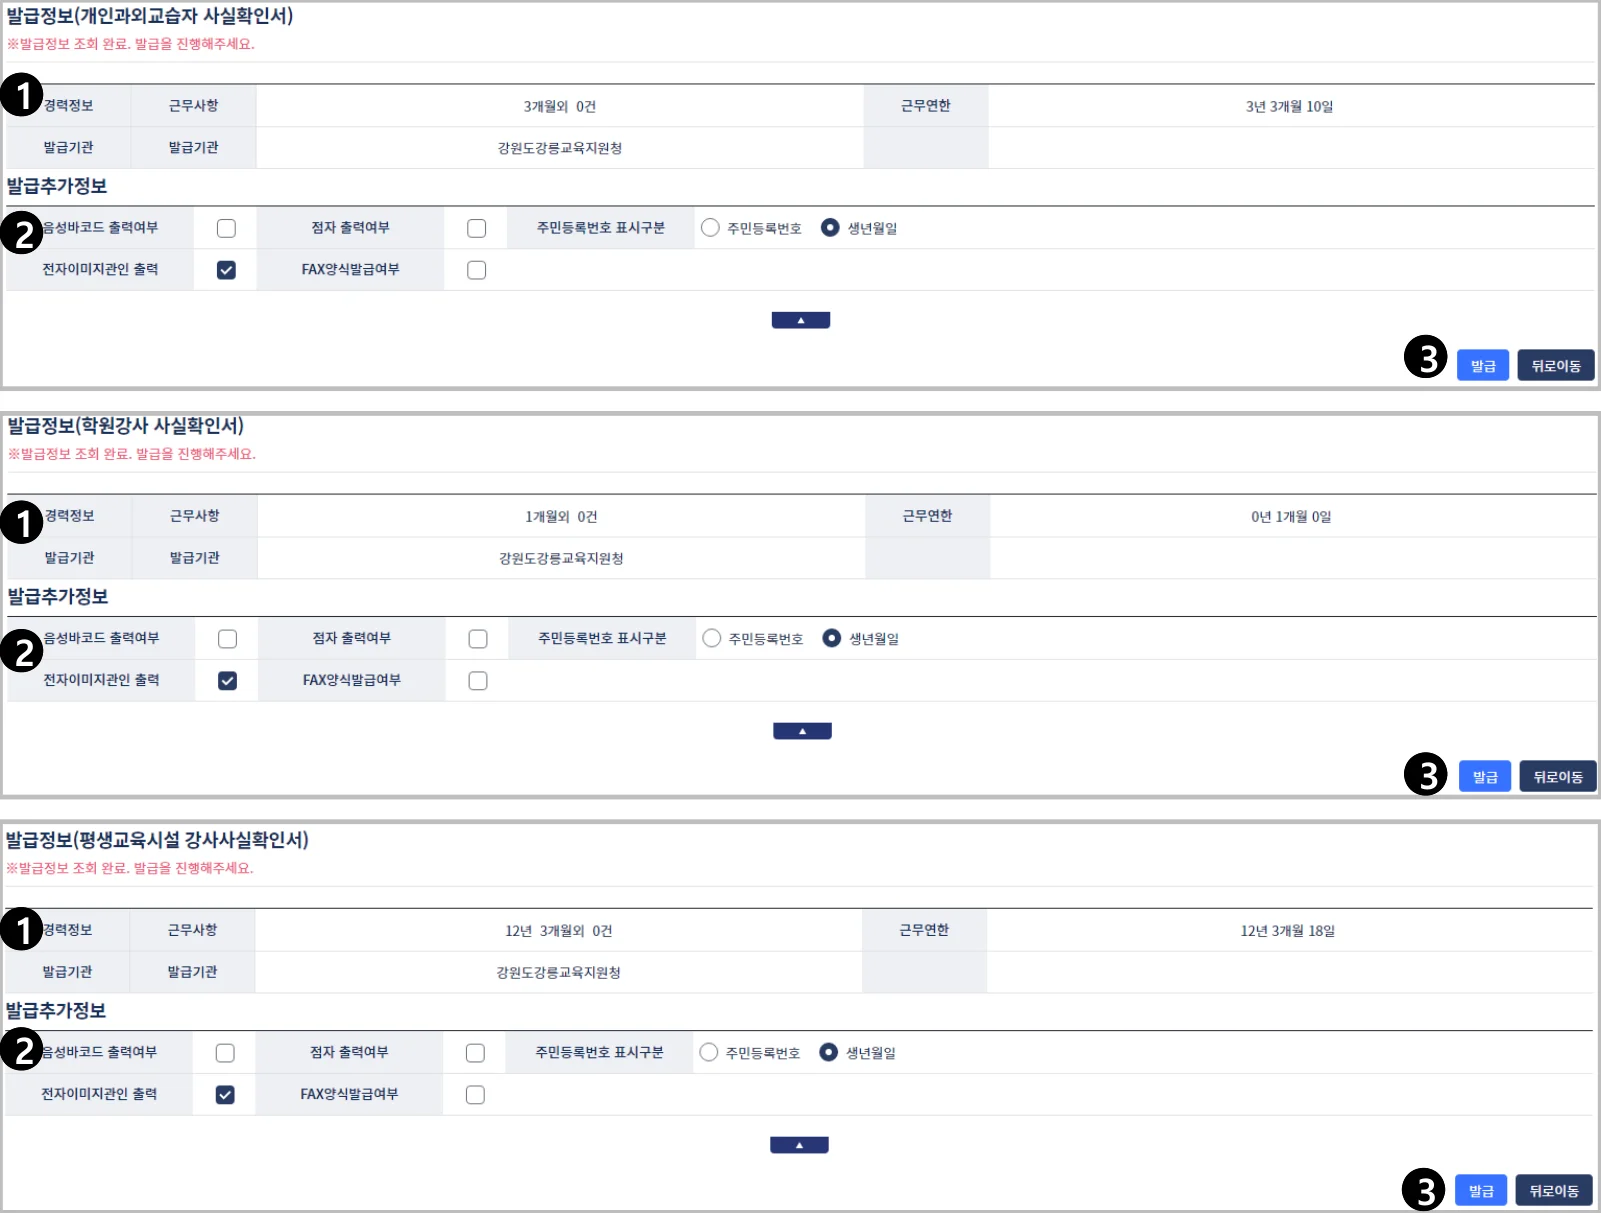 발급정보(개인과외교습자 사실확인서)
※발급정보 조회 완료. 발급을 진행해주세요.
1 경력정보 근무사항 3개월외 0건 근무연한 3년 3개월 10일
발급기관 발급기관 강원도강릉교육지원청
발급추가정보
2 음성바코드 출력여부 점자 출력여부 주민등록번호 표시구분 주민등록번호 생년월일
전자이미지관인 출력 FAX양식발급여부
▲
3 발급 뒤로이동
발급정보(학원강사 사실확인서)
※발급정보 조회 완료. 발급을 진행해주세요.
1 경력정보 근무사항 1개월외 0건 근무연한 0년 1개월 0일
발급기관 발급기관 강원도강릉교육지원청
발급추가정보
2 음성바코드 출력여부 점자 출력여부 주민등록번호 표시구분 주민등록번호 생년월일
전자이미지관인 출력 FAX양식발급여부
▲
3 발급 뒤로이동
발급정보(평생교육시설 강사사실확인서)
※발급정보 조회 완료. 발급을 진행해주세요.
1 경력정보 근무사항 12년 3개월외 0건 근무연한 12년 3개월 18일
발급기관 발급기관 강원도강릉교육지원청
발급추가정보
2 음성바코드 출력여부 점자 출력여부 주민등록번호 표시구분 주민등록번호 생년월일
전자이미지관인 출력 FAX양식발급여부
▲
3 발급 뒤로이동